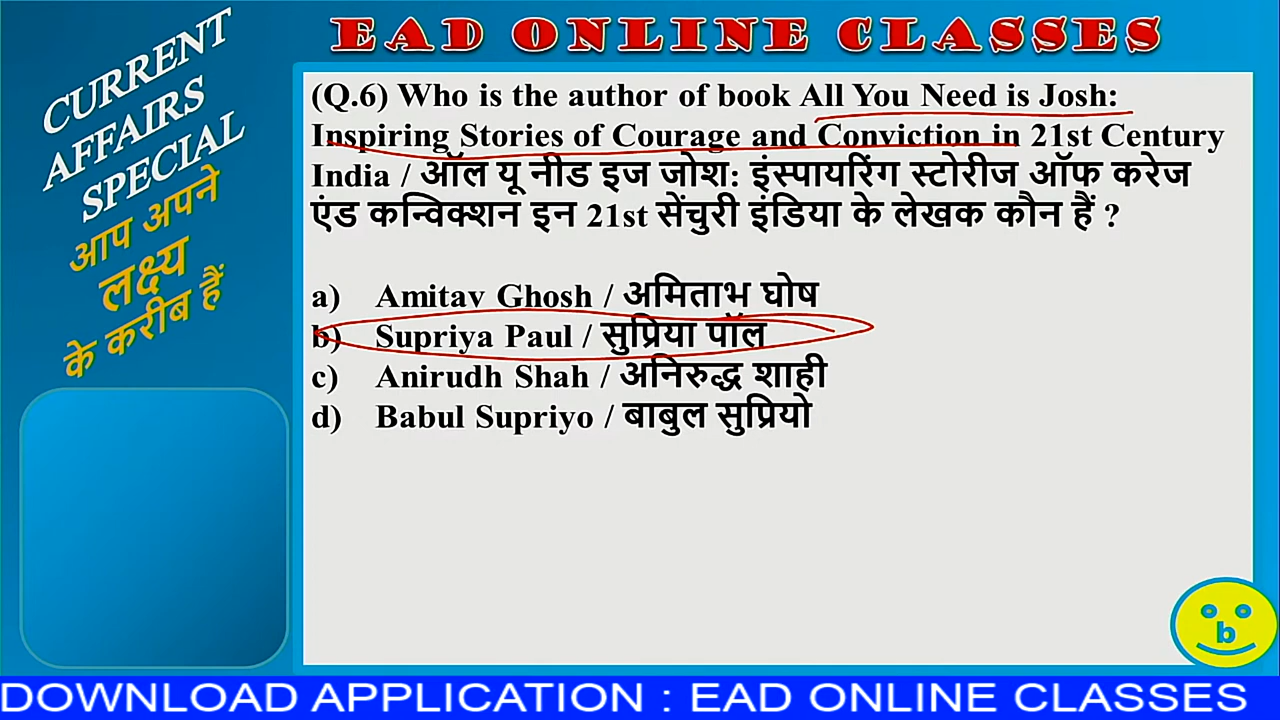 EAD ONLINE CLASSES
CURRENT
AFFAIRS
SPECIAL
आप अपने
लक्ष्य
के करीब हैं
(Q.6) Who is the author of book All You Need is Josh:
Inspiring Stories of Courage and Conviction in 21st Century
India / ऑल यू नीड इज जोश: इंस्पायरिंग स्टोरीज ऑफ करेज
एंड कन्विक्शन इन 21st सेंचुरी इंडिया के लेखक कौन हैं ?
a) Amitav Ghosh / अमिताभ घोष
b) Supriya Paul / सुप्रिया पॉल
c) Anirudh Shah / अनिरुद्ध शाही
d) Babul Supriyo / बाबुल सुप्रियो
b
DOWNLOAD APPLICATION : EAD ONLINE CLASSES